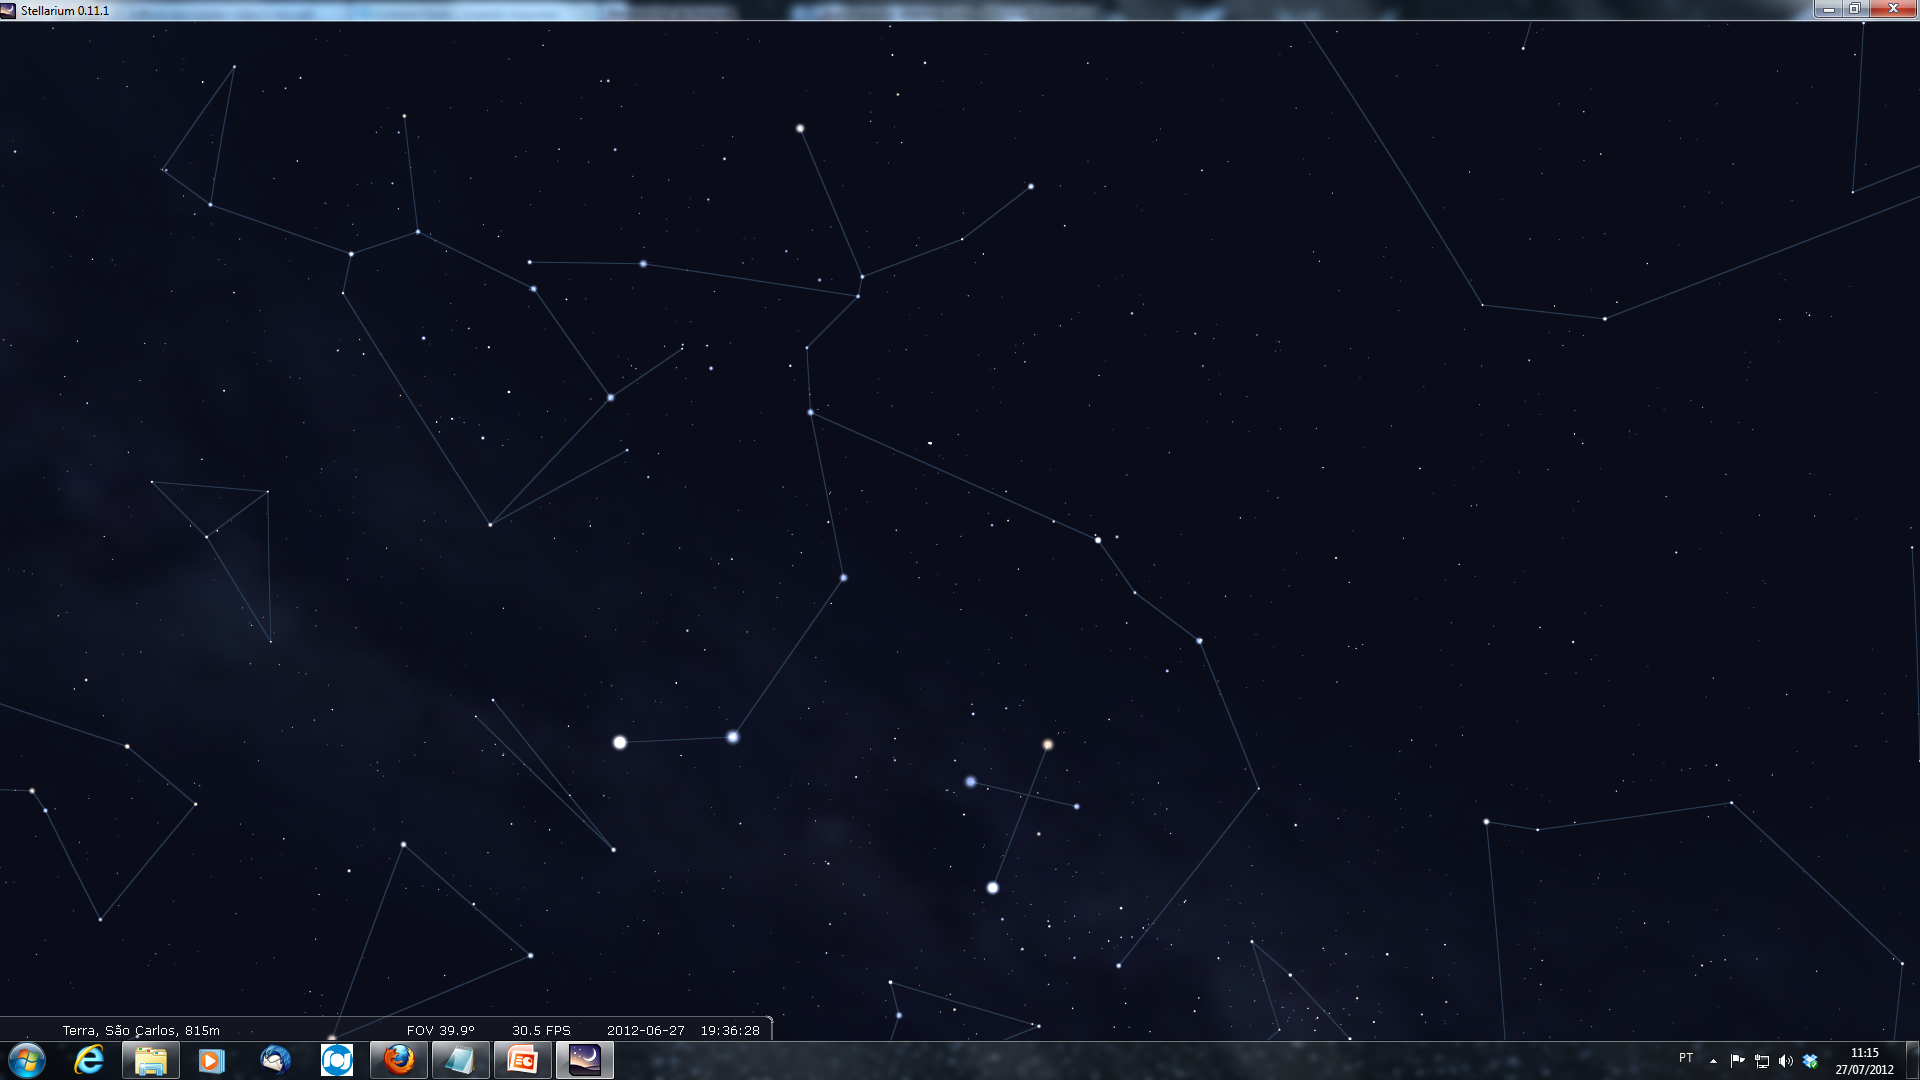 Stellarium 0.11.1
Terra, São Carlos, 815m FOV 39.9º 30.5 FPS 2012-06-27 19:36:28
PT 11:15
27/07/2012